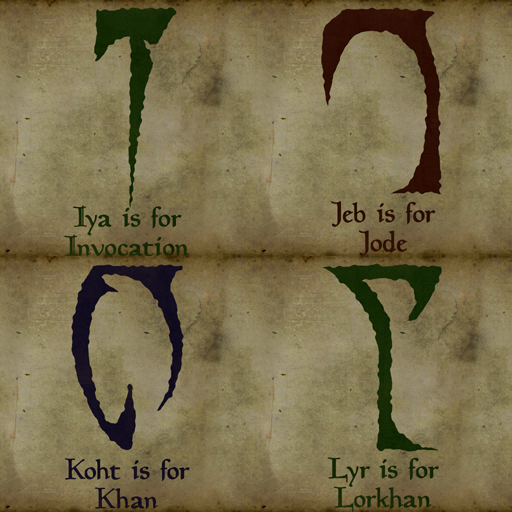 Iya is for
Invocation
Jeb is for
Jode
Koht is for
Khan
Lyr is for
Lorkhan